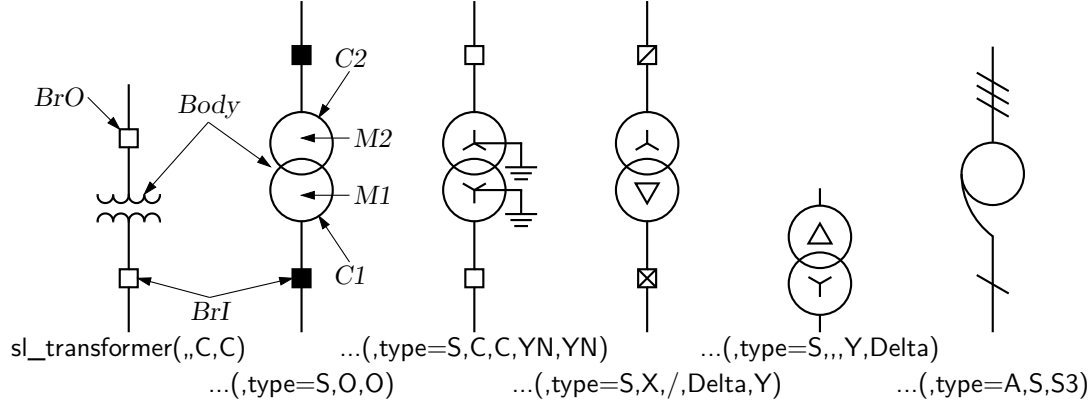 C2
BrO
Body
M2
M1
C1
BrI
sl_transformer(,,C,C)
...(,type=S,C,C,YN,YN)
...(,type=S,,,Y,Delta)
...(,type=S,O,O)
...(,type=S,X,/,Delta,Y)
...(,type=A,S,S3)